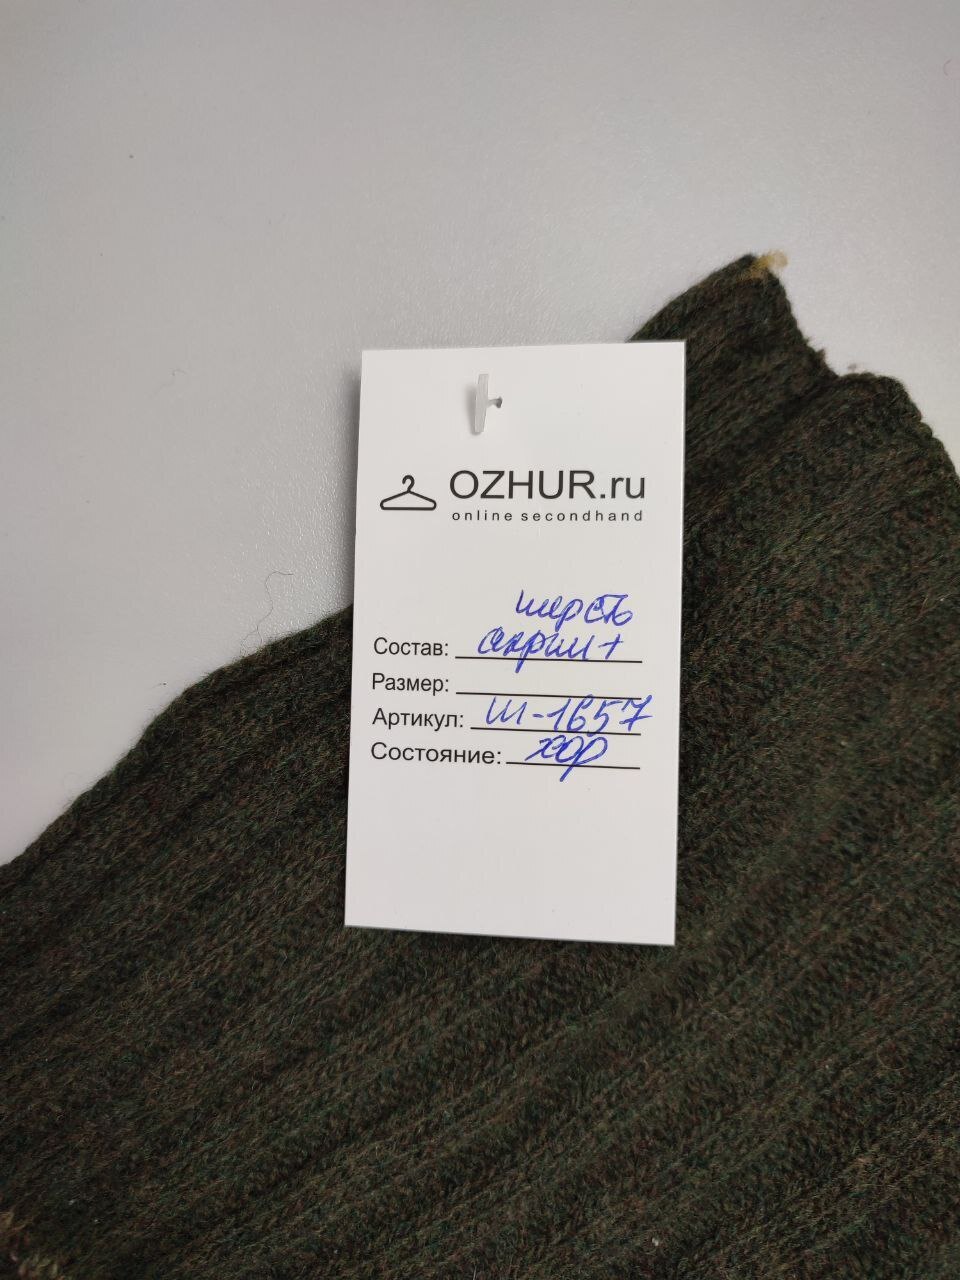 OZHUR.ru
online secondhand
шерсть
Состав: акрил +
Размер:
Артикул: Ш-1657
Состояние: хор